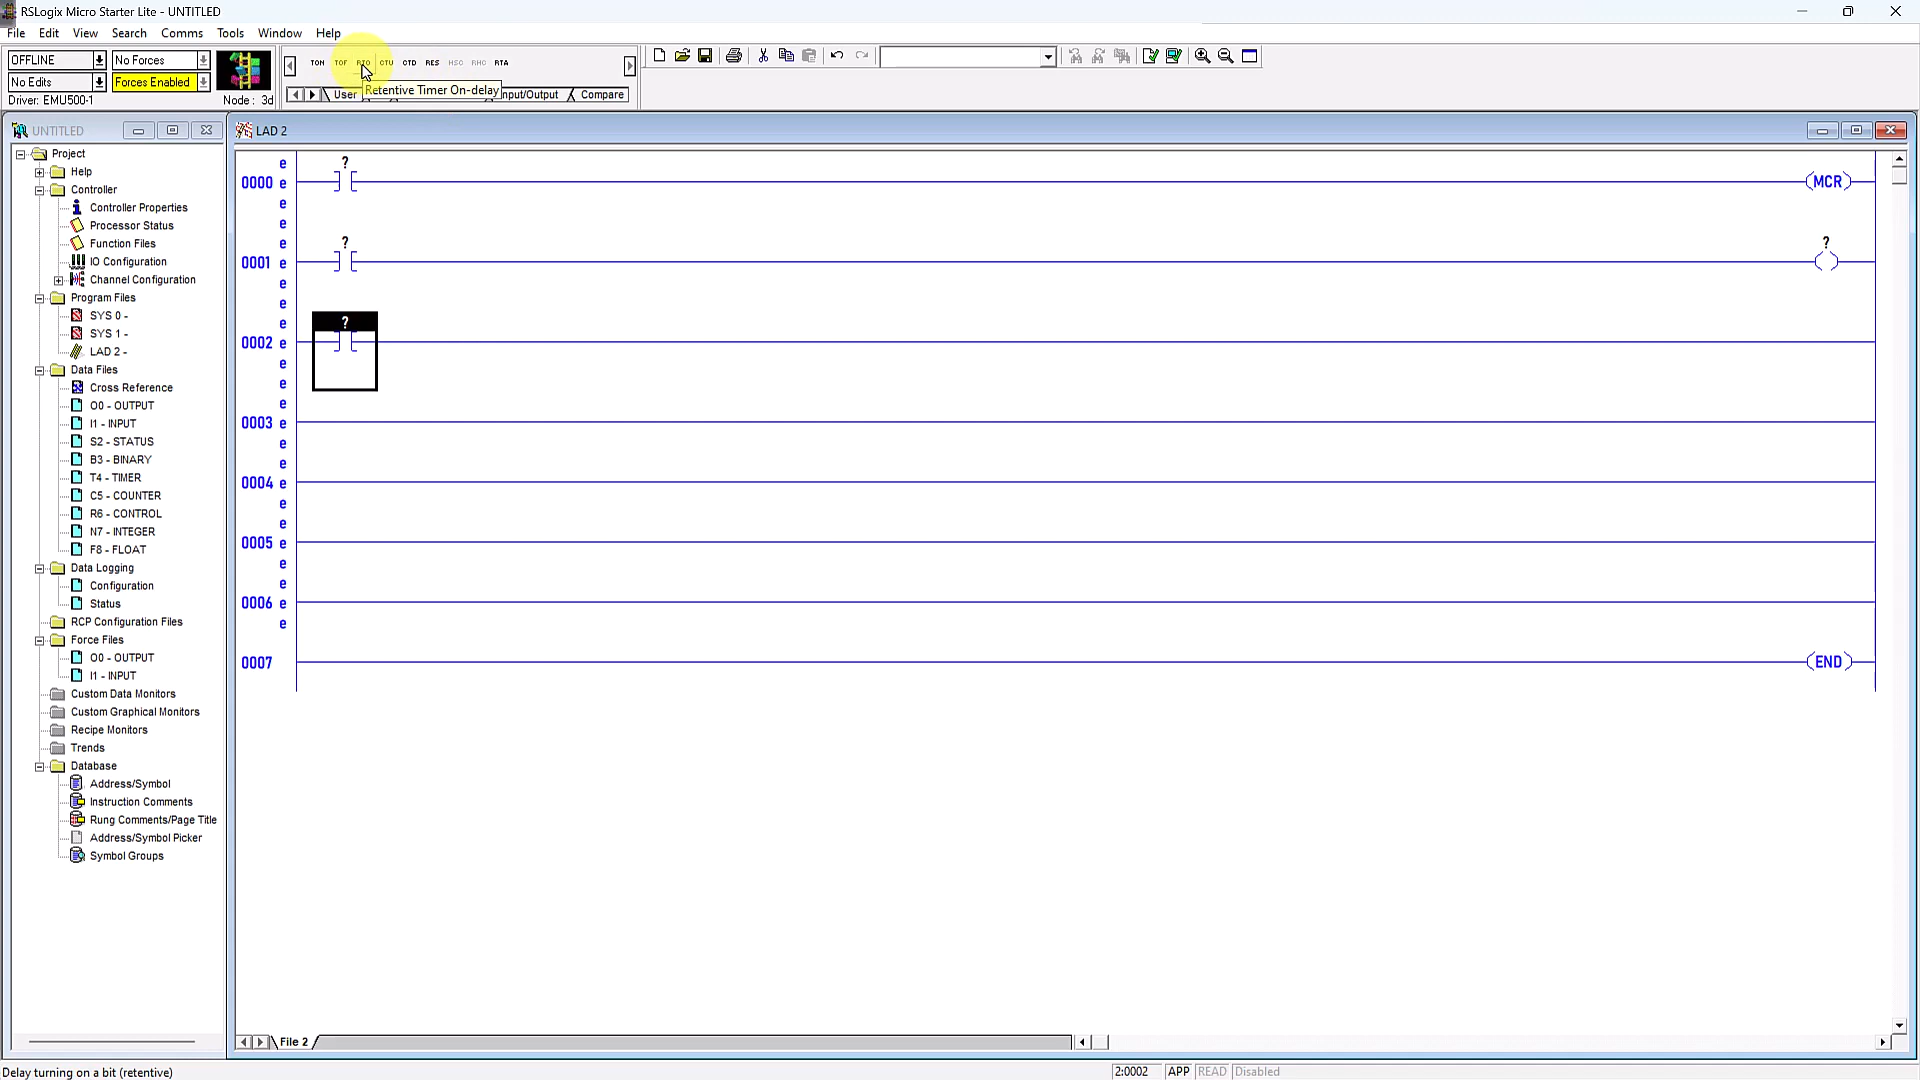 RSLogix Micro Starter Lite - UNTITLED
File Edit View Search Comms Tools Window Help
OFFLINE No Forces
No Edits Forces Enabled
Driver: EMU500-1 Node : 3d
TON TOF RTO CTU CTD RES HSC RHC RTA
Retentive Timer On-delay
User nput/Output Compare
UNTITLED
Project
Help
Controller
Controller Properties
Processor Status
Function Files
IO Configuration
Channel Configuration
Program Files
SYS 0 -
SYS 1 -
LAD 2 -
Data Files
Cross Reference
O0 - OUTPUT
I1 - INPUT
S2 - STATUS
B3 - BINARY
T4 - TIMER
C5 - COUNTER
R6 - CONTROL
N7 - INTEGER
F8 - FLOAT
Data Logging
Configuration
Status
RCP Configuration Files
Force Files
O0 - OUTPUT
I1 - INPUT
Custom Data Monitors
Custom Graphical Monitors
Recipe Monitors
Trends
Database
Address/Symbol
Instruction Comments
Rung Comments/Page Title
Address/Symbol Picker
Symbol Groups
LAD 2
e ?
0000 e MCR
e
e
e ? ?
0001 e
e
e
e ?
0002 e
e
e
e
0003 e
e
e
0004 e
e
e
0005 e
e
e
0006 e
e
0007 END
File 2
Delay turning on a bit (retentive) 2:0002 APP READ Disabled